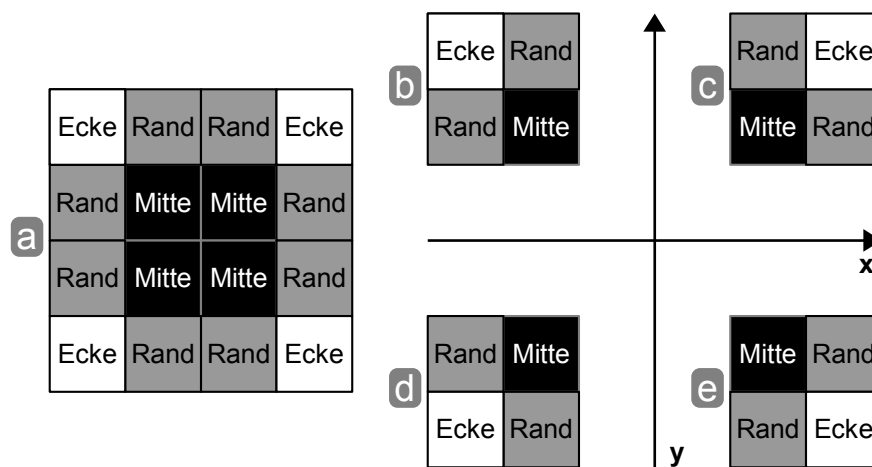 a
Ecke Rand Rand Ecke
Rand Mitte Mitte Rand
Rand Mitte Mitte Rand
Ecke Rand Rand Ecke
b
Ecke Rand
Rand Mitte
c
Rand Ecke
Mitte Rand
x
d
Rand Mitte
Ecke Rand
e
Mitte Rand
Rand Ecke
y